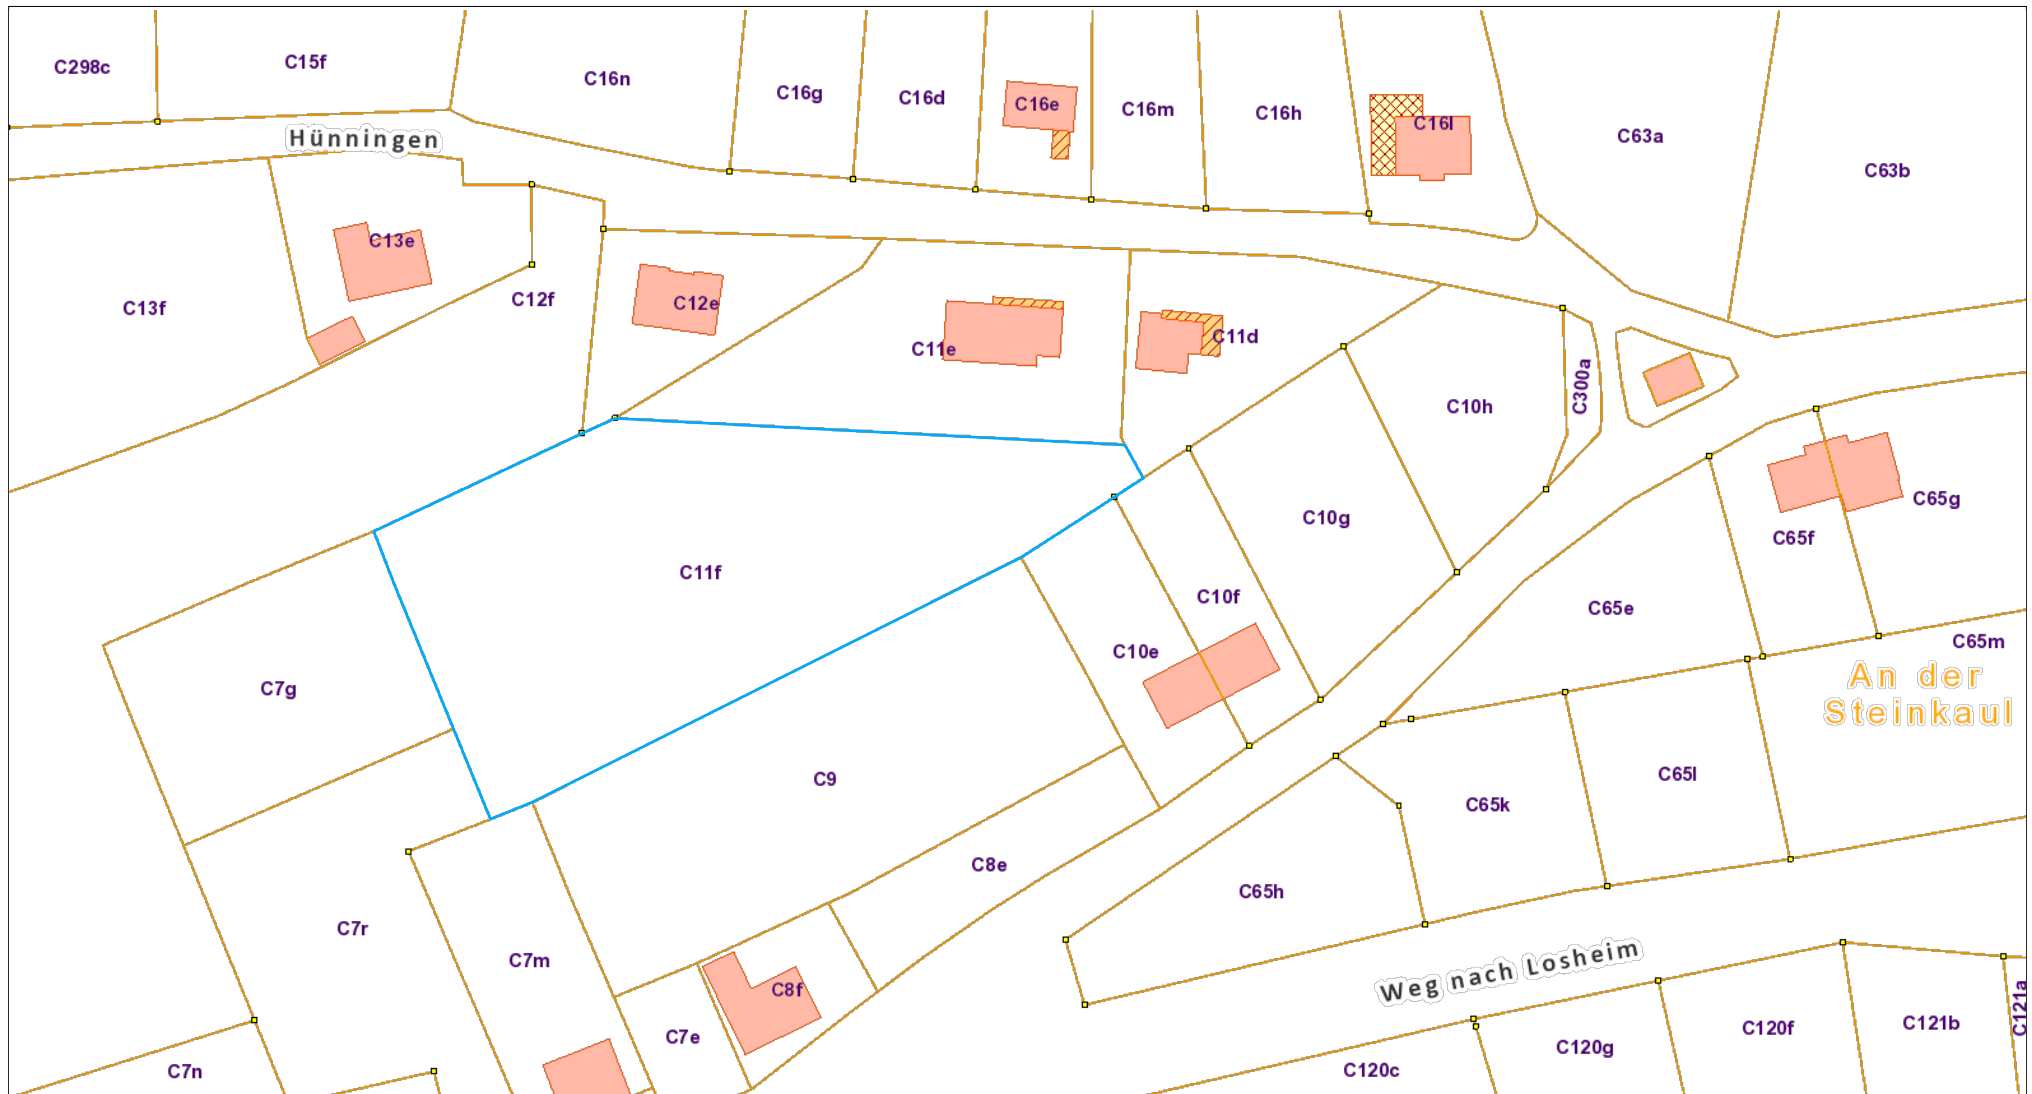 C298c
C15f
C16n
C16g
C16d
C16e
C16m
C16h
C16l
C63a
C63b
Hünningen
C13f
C13e
C12f
C12e
C11e
C11d
C10h
C300a
C65g
C65f
C10g
C11f
C10f
C65e
C65m
C10e
An der
Steinkaul
C7g
C9
C65l
C65k
C8e
C65h
C7r
C7m
C8f
Weg nach Losheim
C7e
C7n
C120c
C120g
C120f
C121b
C121a